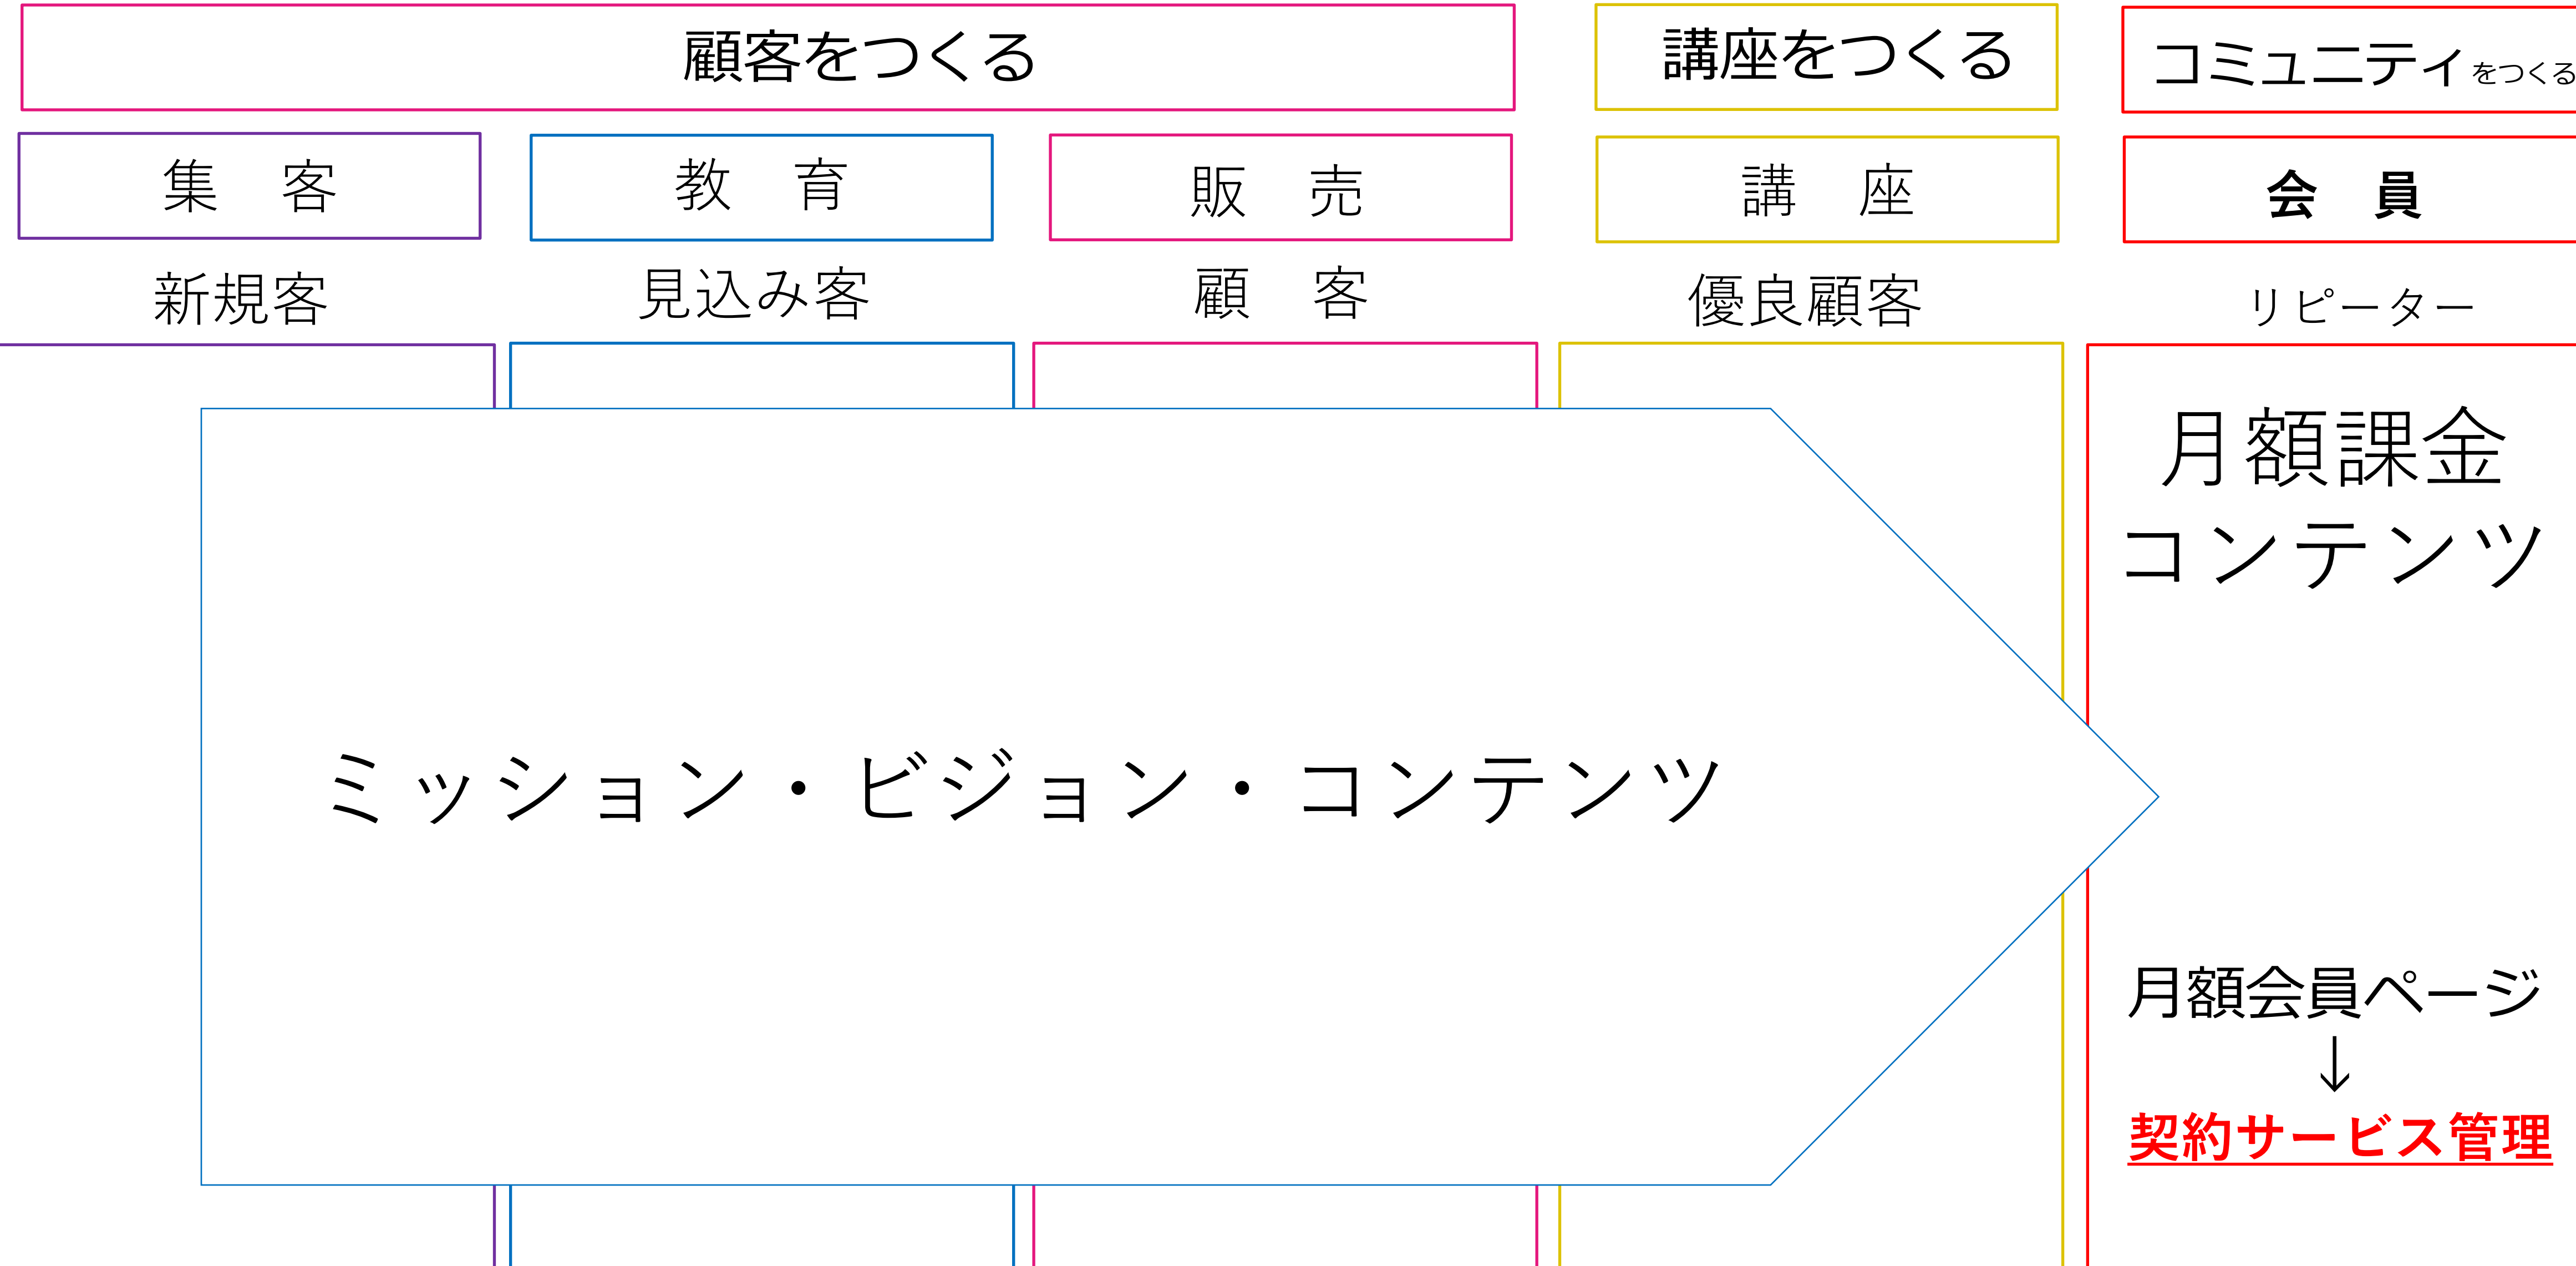 顧客をつくる
講座をつくる
コミュニティをつくる
集　客
教　育
販　売
講　座
会　員
新規客
見込み客
顧　客
優良顧客
リピーター
月額課金
コンテンツ
ミッション・ビジョン・コンテンツ
月額会員ページ
↓
契約サービス管理